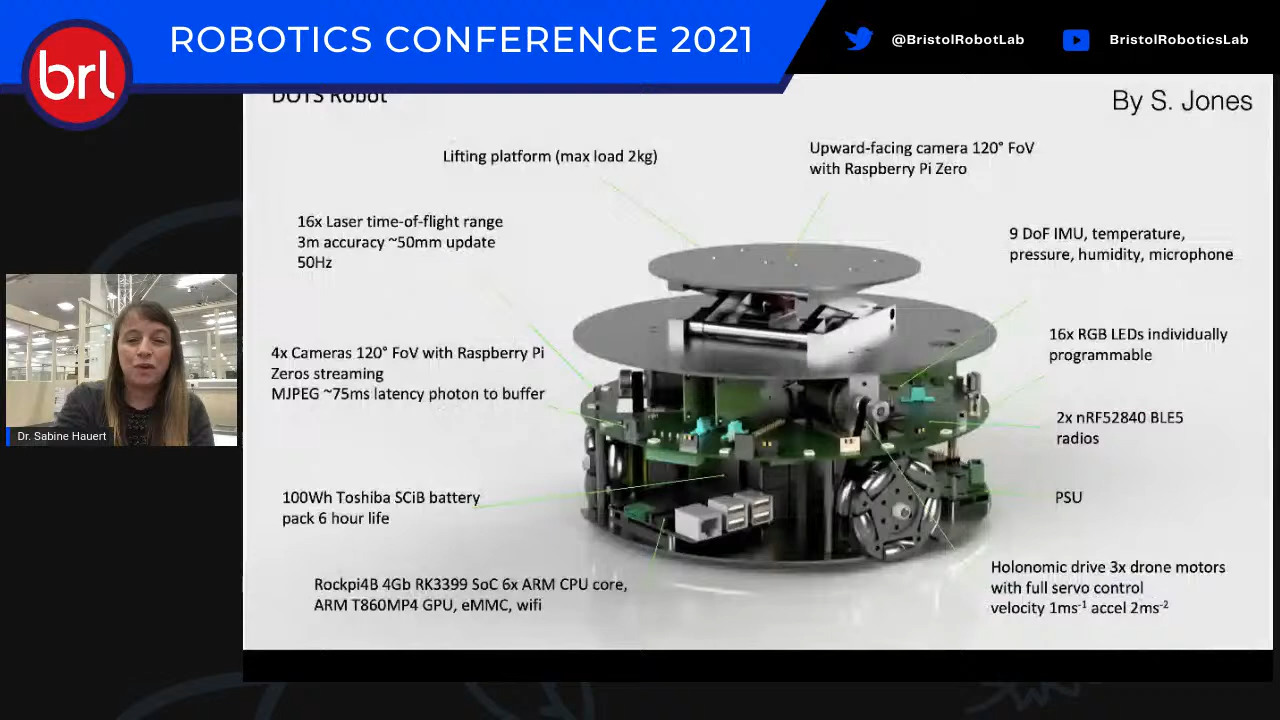 ROBOTICS CONFERENCE 2021
@BristolRobotLab
BristolRoboticsLab
brl
DOTS Robot
By S. Jones
Lifting platform (max load 2kg)
Upward-facing camera 120° FoV
with Raspberry Pi Zero
16x Laser time-of-flight range
3m accuracy ~50mm update
50Hz
9 DoF IMU, temperature,
pressure, humidity, microphone
16x RGB LEDs individually
programmable
4x Cameras 120° FoV with Raspberry Pi
Zeros streaming
MJPEG ~75ms latency photon to buffer
2x nRF52840 BLE5
radios
Dr. Sabine Hauert
100Wh Toshiba SCiB battery
pack 6 hour life
PSU
Rockpi4B 4Gb RK3399 SoC 6x ARM CPU core,
ARM T860MP4 GPU, eMMC, wifi
Holonomic drive 3x drone motors
with full servo control
velocity 1ms⁻¹ accel 2ms⁻²